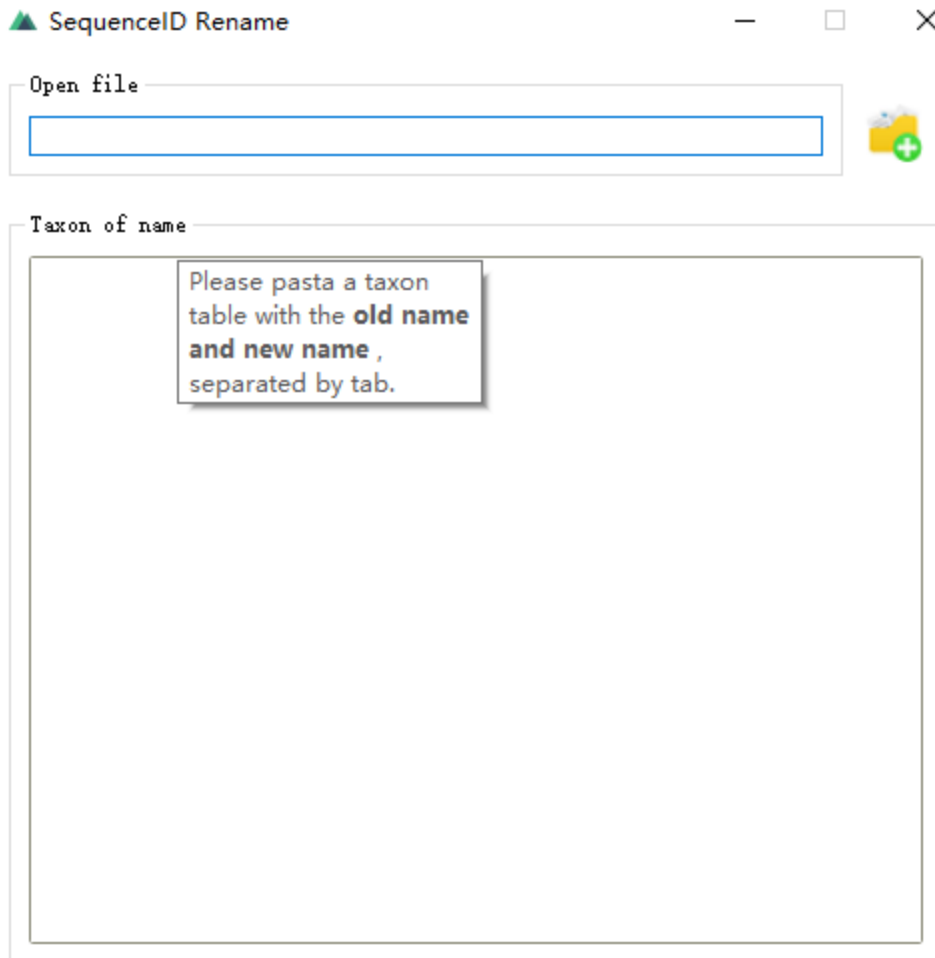 SequenceID Rename
Open file
Taxon of name
Please pasta a taxon
table with the old name
and new name ,
separated by tab.